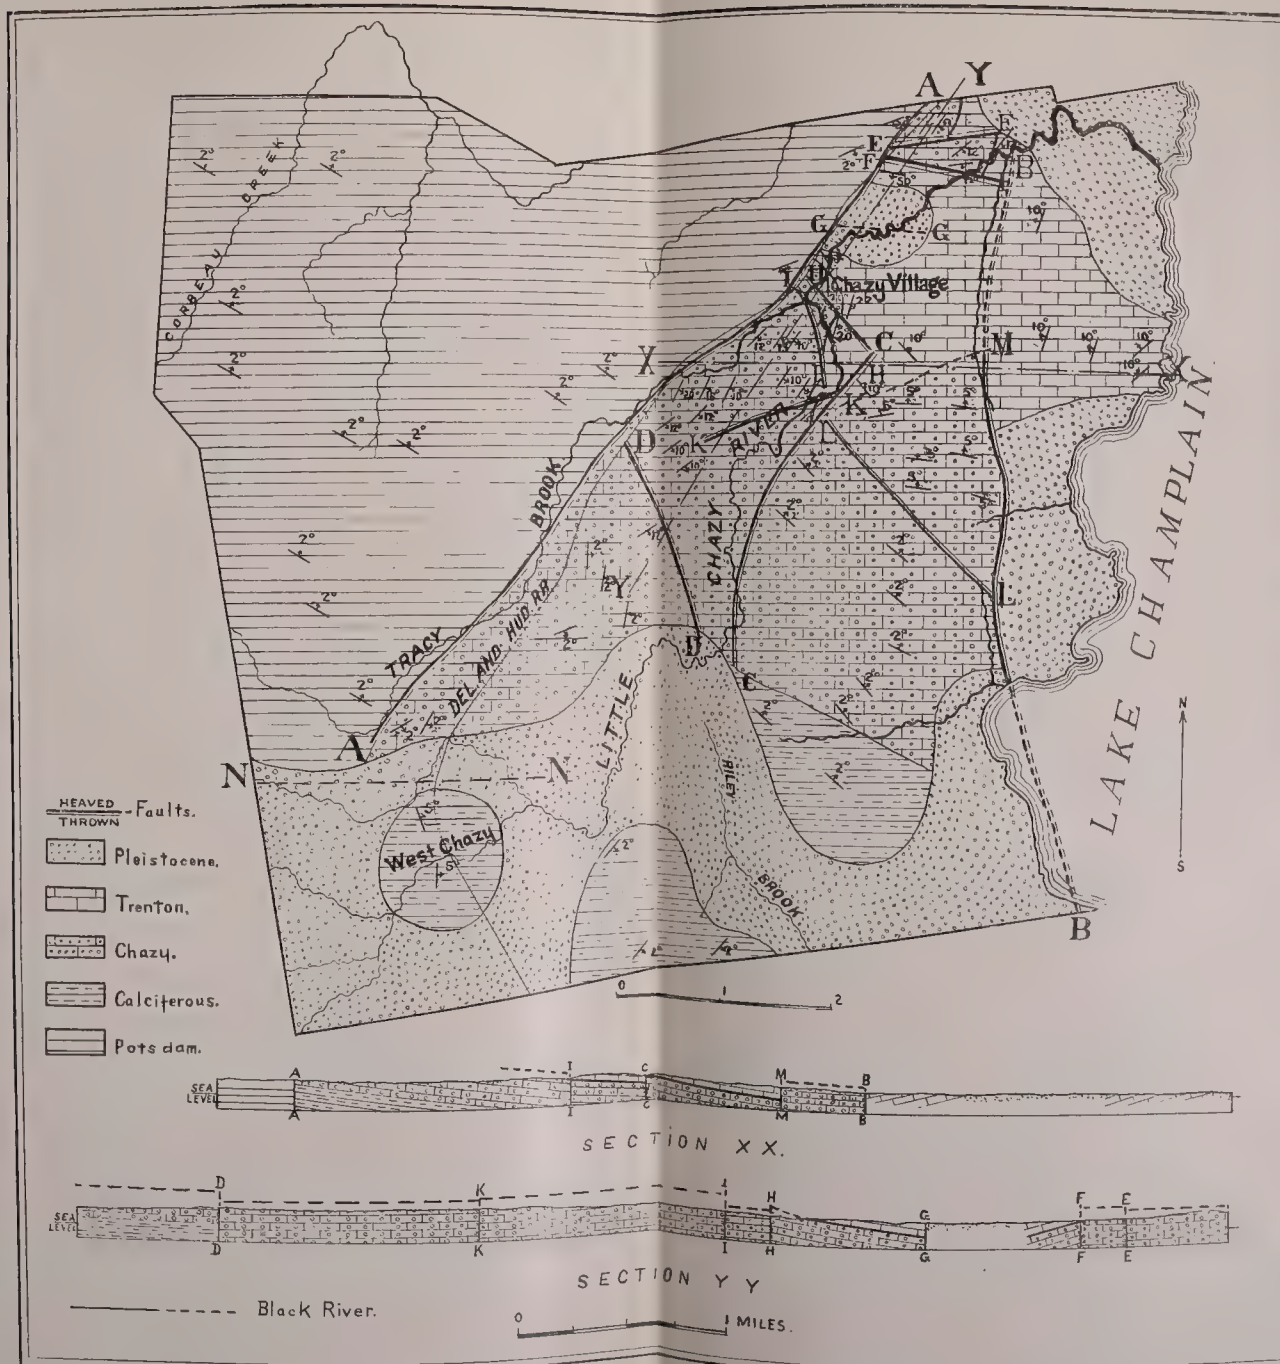 A
Y
E
E
F
B
CORBEAU CREEK
G
G
I
H
Chazy Village
X
C
M
X
H
K
D
K
RIVER
L
BROOK
CHAZY
Y
L
TRACY
DEL AND HUD RR
D
C
LITTLE
A
N
N
RILEY
BROOK
West Chazy
B
LAKE CHAMPLAIN
N
S
HEAVED
THROWN
-Faults.
Pleistocene.
Trenton.
Chazy.
Calciferous.
Potsdam.
0 1 2
A I C M B
SEA LEVEL
A I C M B
SECTION XX.
D K I H G F E
SEA LEVEL
D K I H G F E
SECTION YY
Black River.
0 1 MILES.